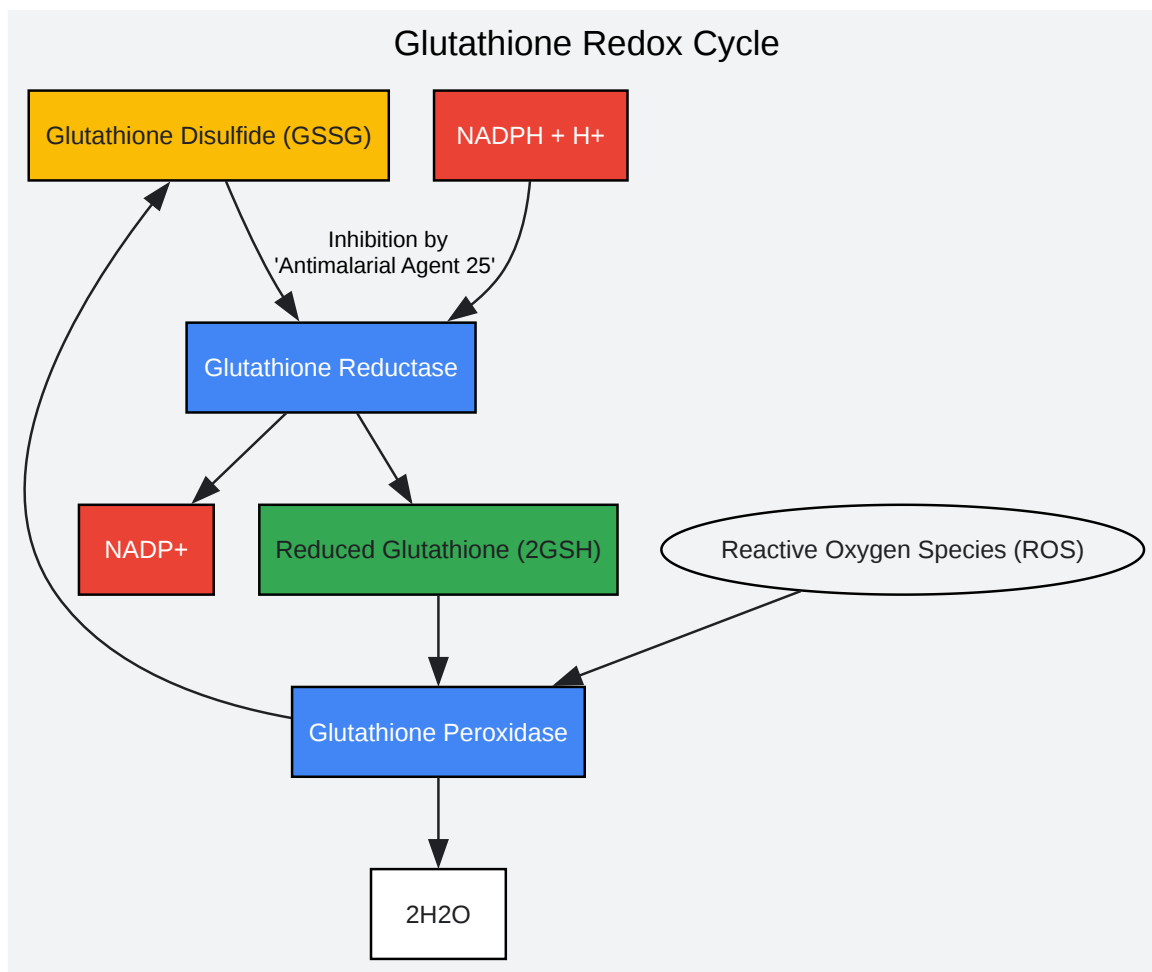 Glutathione Redox Cycle
Glutathione Disulfide (GSSG)
NADPH + H+
Inhibition by
'Antimalarial Agent 25'
Glutathione Reductase
NADP+
Reduced Glutathione (2GSH)
Reactive Oxygen Species (ROS)
Glutathione Peroxidase
2H2O